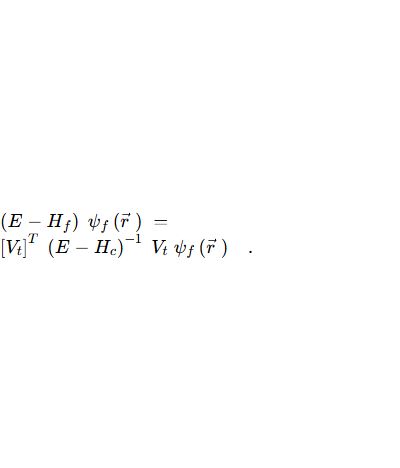 (E − H_f) ψ_f (r⃗ ) =
[V_t]^T (E − H_c)^{−1} V_t ψ_f (r⃗ ) .